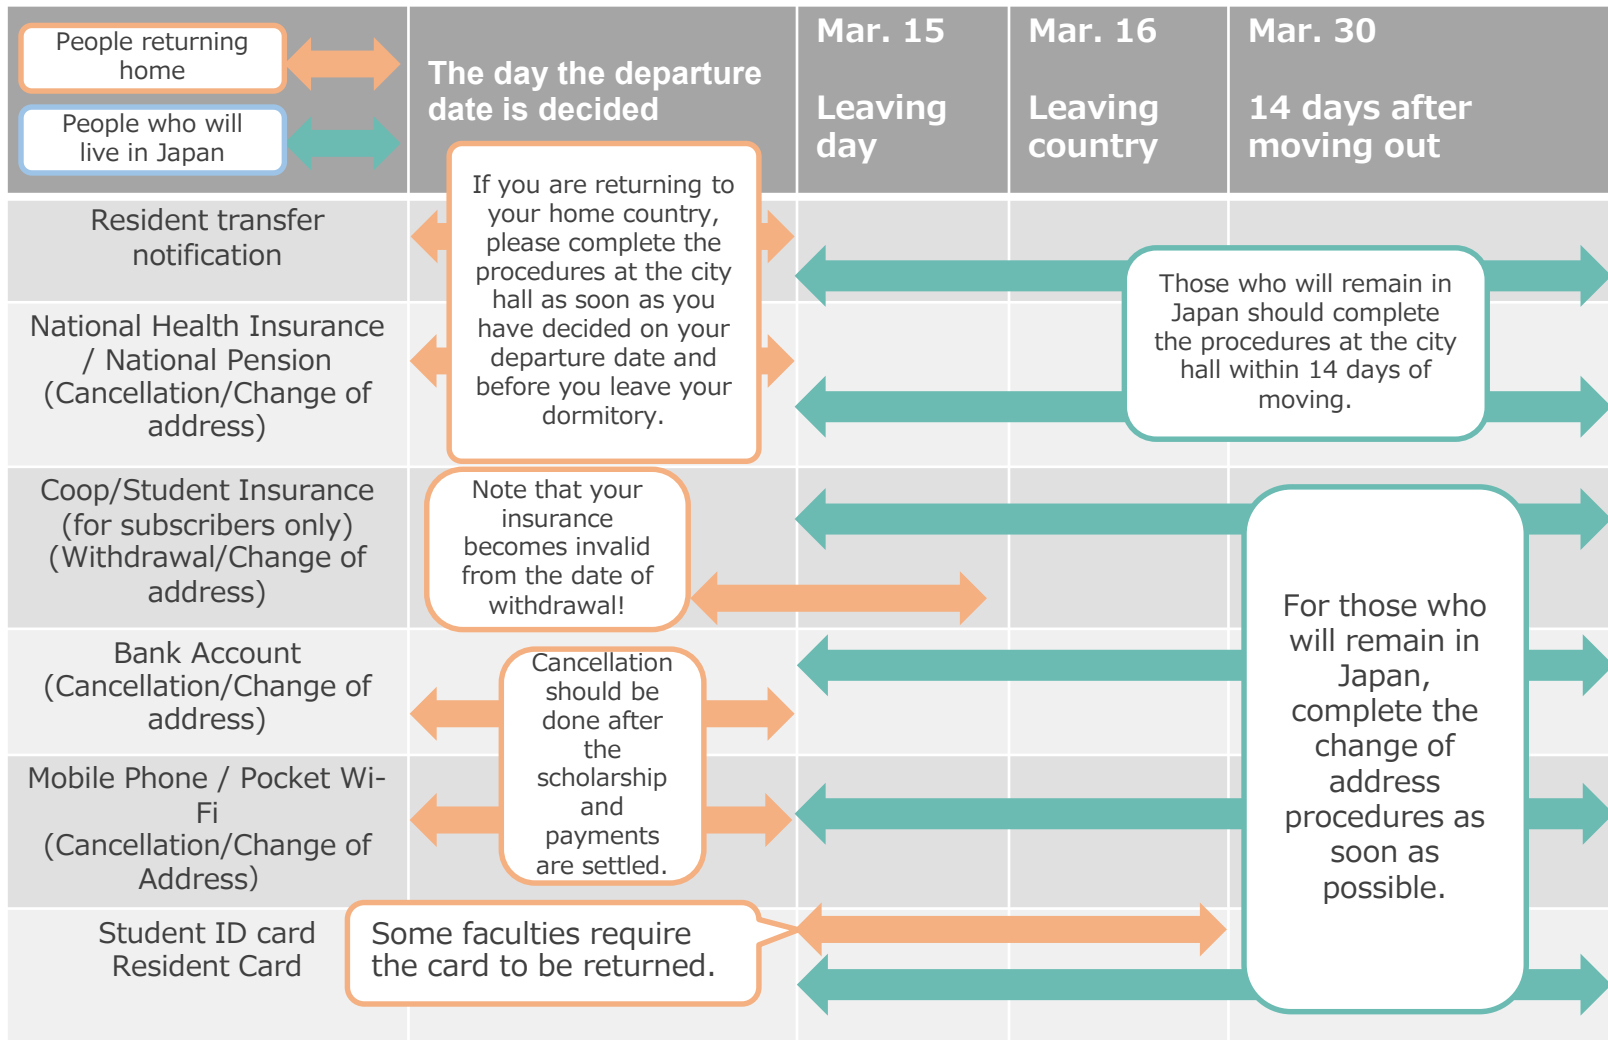 People returning
home
People who will
live in Japan
The day the departure
date is decided
Mar. 15
Leaving
day
Mar. 16
Leaving
country
Mar. 30
14 days after
moving out
Resident transfer
notification
If you are returning to
your home country,
please complete the
procedures at the city
hall as soon as you
have decided on your
departure date and
before you leave your
dormitory.
Those who will remain in
Japan should complete
the procedures at the city
hall within 14 days of
moving.
National Health Insurance
/ National Pension
(Cancellation/Change of
address)
Coop/Student Insurance
(for subscribers only)
(Withdrawal/Change of
address)
Note that your
insurance
becomes invalid
from the date of
withdrawal!
For those who
will remain in
Japan,
complete the
change of
address
procedures as
soon as
possible.
Bank Account
(Cancellation/Change of
address)
Cancellation
should be
done after
the
scholarship
and
payments
are settled.
Mobile Phone / Pocket Wi-
Fi
(Cancellation/Change of
Address)
Student ID card
Resident Card
Some faculties require
the card to be returned.